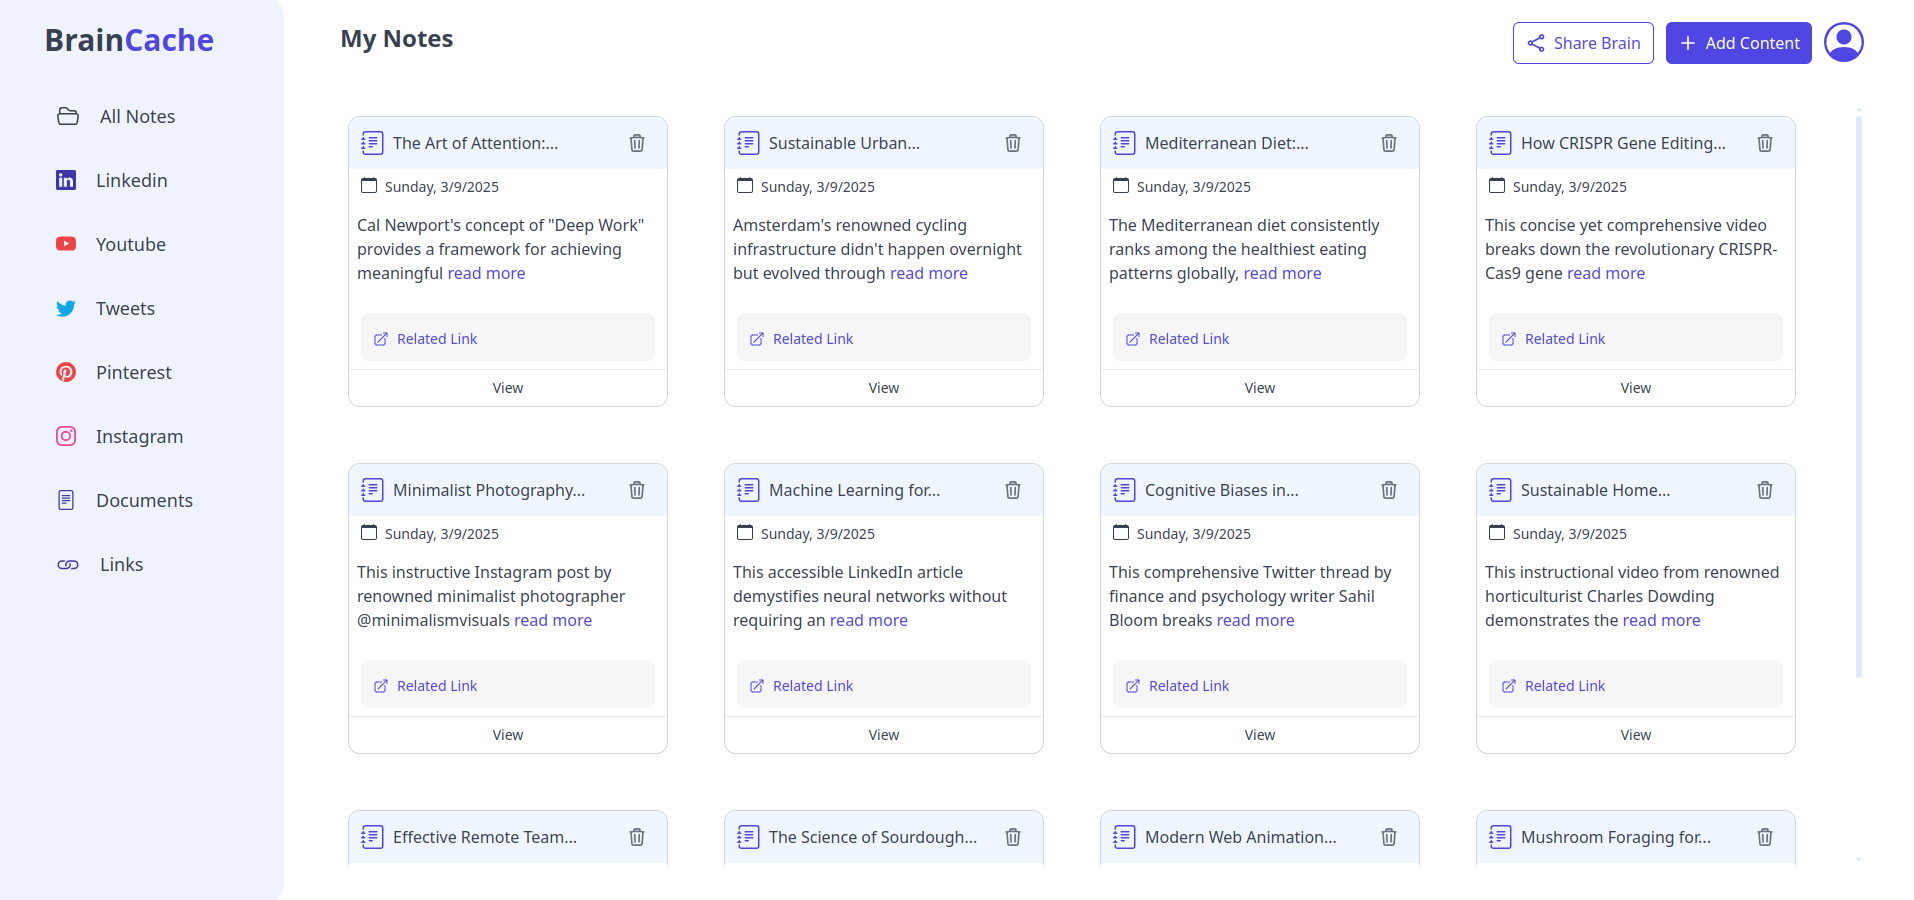 BrainCache
All Notes
Linkedin
Youtube
Tweets
Pinterest
Instagram
Documents
Links
My Notes
Share Brain
Add Content
The Art of Attention:...
Sunday, 3/9/2025
Cal Newport's concept of "Deep Work"
provides a framework for achieving
meaningful read more
Related Link
View
Sustainable Urban...
Sunday, 3/9/2025
Amsterdam's renowned cycling
infrastructure didn't happen overnight
but evolved through read more
Related Link
View
Mediterranean Diet:...
Sunday, 3/9/2025
The Mediterranean diet consistently
ranks among the healthiest eating
patterns globally, read more
Related Link
View
How CRISPR Gene Editing...
Sunday, 3/9/2025
This concise yet comprehensive video
breaks down the revolutionary CRISPR-
Cas9 gene read more
Related Link
View
Minimalist Photography...
Sunday, 3/9/2025
This instructive Instagram post by
renowned minimalist photographer
@minimalismvisuals read more
Related Link
View
Machine Learning for...
Sunday, 3/9/2025
This accessible LinkedIn article
demystifies neural networks without
requiring an read more
Related Link
View
Cognitive Biases in...
Sunday, 3/9/2025
This comprehensive Twitter thread by
finance and psychology writer Sahil
Bloom breaks read more
Related Link
View
Sustainable Home...
Sunday, 3/9/2025
This instructional video from renowned
horticulturist Charles Dowding
demonstrates the read more
Related Link
View
Effective Remote Team...
The Science of Sourdough...
Modern Web Animation...
Mushroom Foraging for...